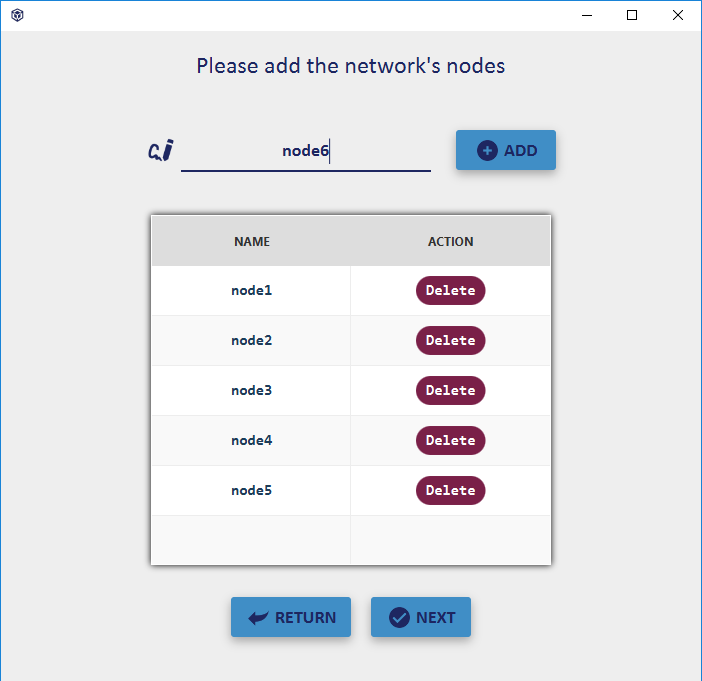 Please add the network's nodes
node6 ADD
NAME ACTION
node1 Delete
node2 Delete
node3 Delete
node4 Delete
node5 Delete
RETURN NEXT